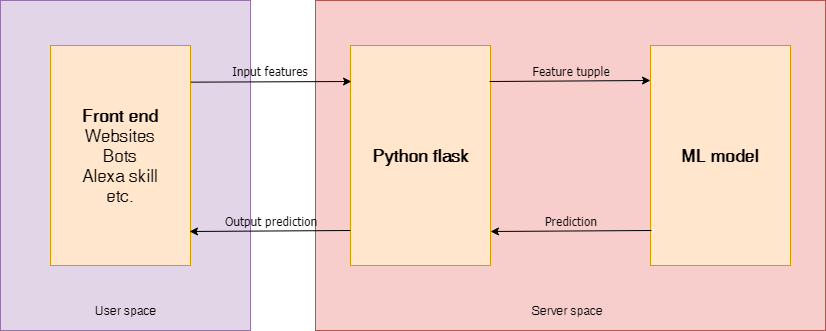 Front end
Websites
Bots
Alexa skill
etc.
Input features
Output prediction
Python flask
Feature tupple
Prediction
ML model
User space
Server space